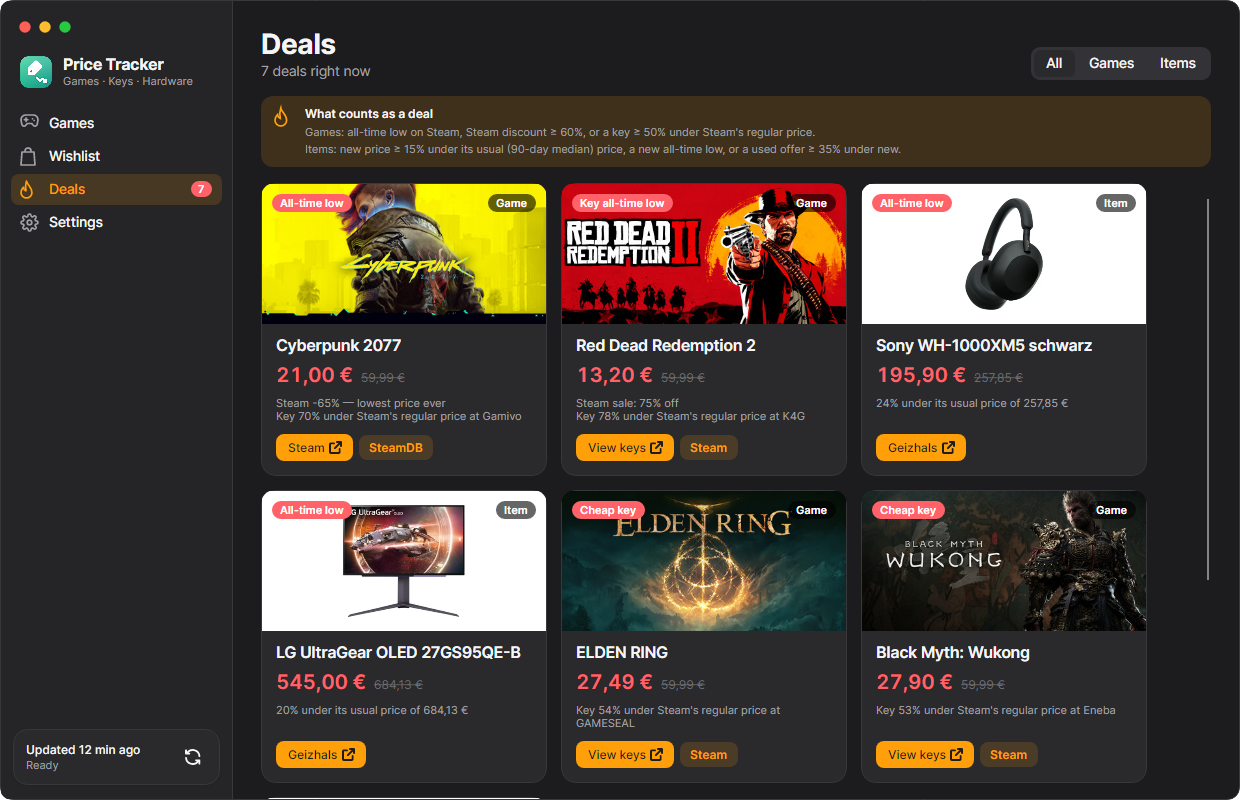 Price Tracker
Games · Keys · Hardware
Games
Wishlist
Deals 7
Settings
Updated 12 min ago
Ready
Deals
7 deals right now
All Games Items
What counts as a deal
Games: all-time low on Steam, Steam discount ≥ 60%, or a key ≥ 50% under Steam's regular price.
Items: new price ≥ 15% under its usual (90-day median) price, a new all-time low, or a used offer ≥ 35% under new.
All-time low Game
Cyberpunk
Cyberpunk 2077
21,00 € 59,99 €
Steam -65% — lowest price ever
Key 70% under Steam's regular price at Gamivo
Steam SteamDB
Key all-time low Game
RED DEAD
REDEMPTION II
Red Dead Redemption 2
13,20 € 59,99 €
Steam sale: 75% off
Key 78% under Steam's regular price at K4G
View keys Steam
All-time low Item
Sony WH-1000XM5 schwarz
195,90 € 257,85 €
24% under its usual price of 257,85 €
Geizhals
All-time low Item
UltraGear
LG UltraGear OLED 27GS95QE-B
545,00 € 684,13 €
20% under its usual price of 684,13 €
Geizhals
Cheap key Game
ELDEN RING
ELDEN RING
27,49 € 59,99 €
Key 54% under Steam's regular price at
GAMESEAL
View keys Steam
Cheap key Game
BLACK MYTH
WUKONG
Black Myth: Wukong
27,90 € 59,99 €
Key 53% under Steam's regular price at Eneba
View keys Steam